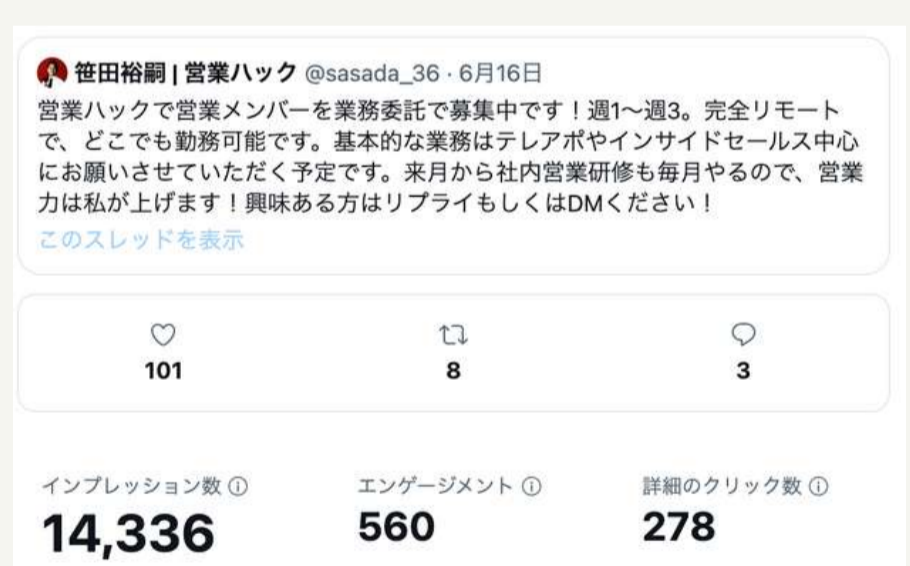 笹田裕嗣 | 営業ハック @sasada_36 · 6月16日
営業ハックで営業メンバーを業務委託で募集中です！週1〜週3。完全リモート
で、どこでも勤務可能です。基本的な業務はテレアポやインサイドセールス中心
にお願いさせていただく予定です。来月から社内営業研修も毎月やるので、営業
力は私が上げます！興味ある方はリプライもしくはDMください！
このスレッドを表示
101 8 3
インプレッション数 エンゲージメント 詳細のクリック数
14,336 560 278